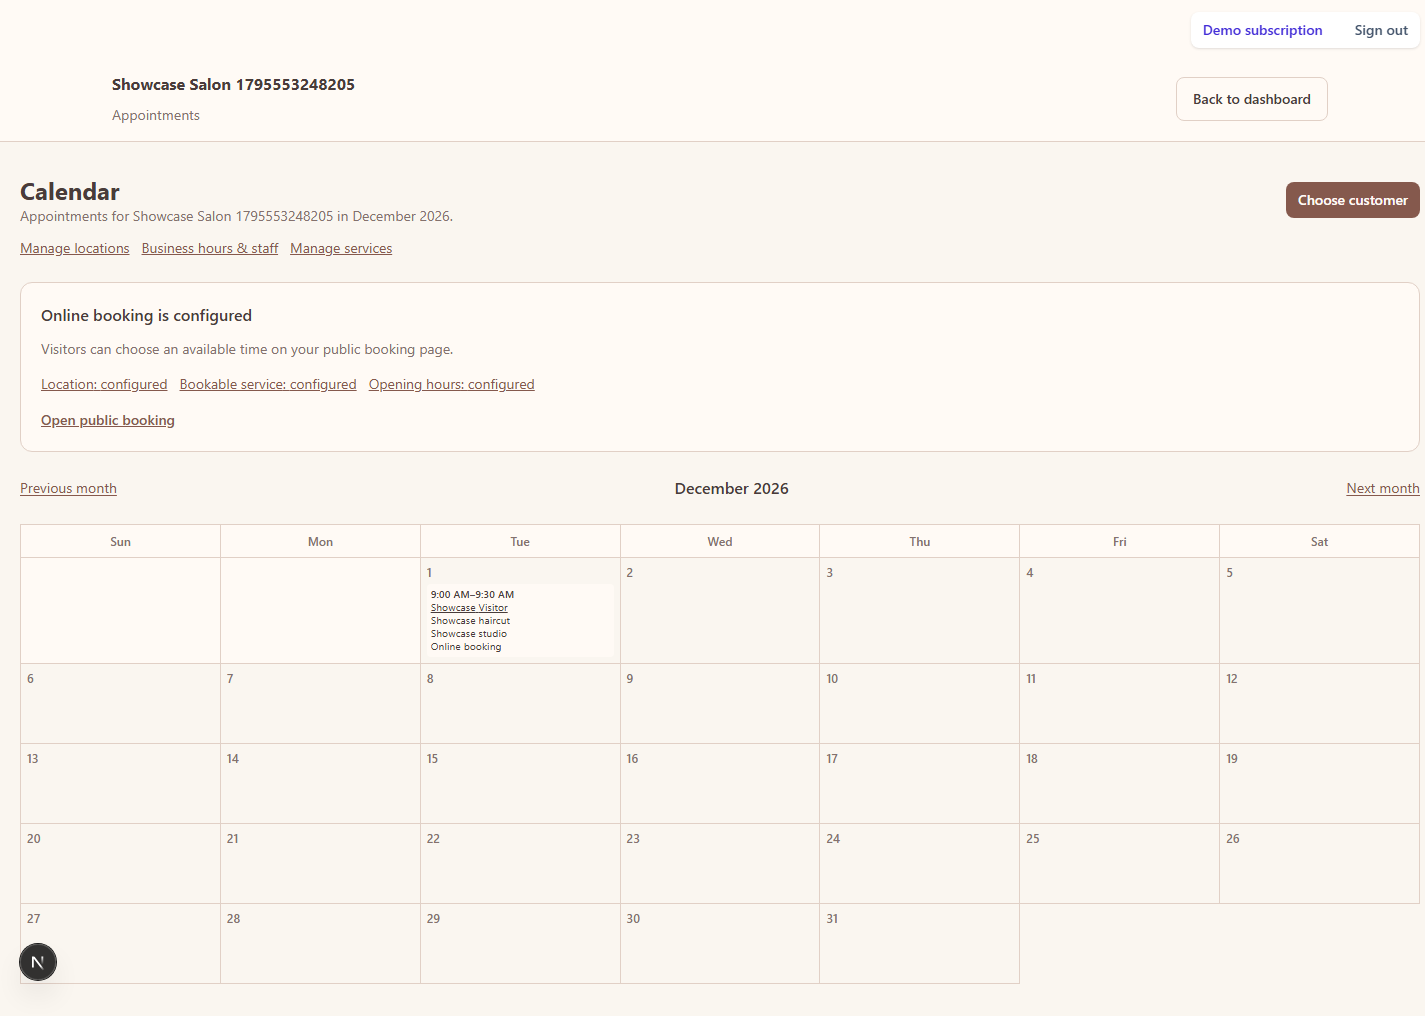 Demo subscription Sign out
Showcase Salon 1795553248205
Appointments
Back to dashboard
Calendar
Appointments for Showcase Salon 1795553248205 in December 2026.
Choose customer
Manage locations Business hours & staff Manage services
Online booking is configured
Visitors can choose an available time on your public booking page.
Location: configured Bookable service: configured Opening hours: configured
Open public booking
Previous month December 2026 Next month
Sun Mon Tue Wed Thu Fri Sat
1 2 3 4 5
9:00 AM–9:30 AM
Showcase Visitor
Showcase haircut
Showcase studio
Online booking
6 7 8 9 10 11 12
13 14 15 16 17 18 19
20 21 22 23 24 25 26
27 28 29 30 31
N